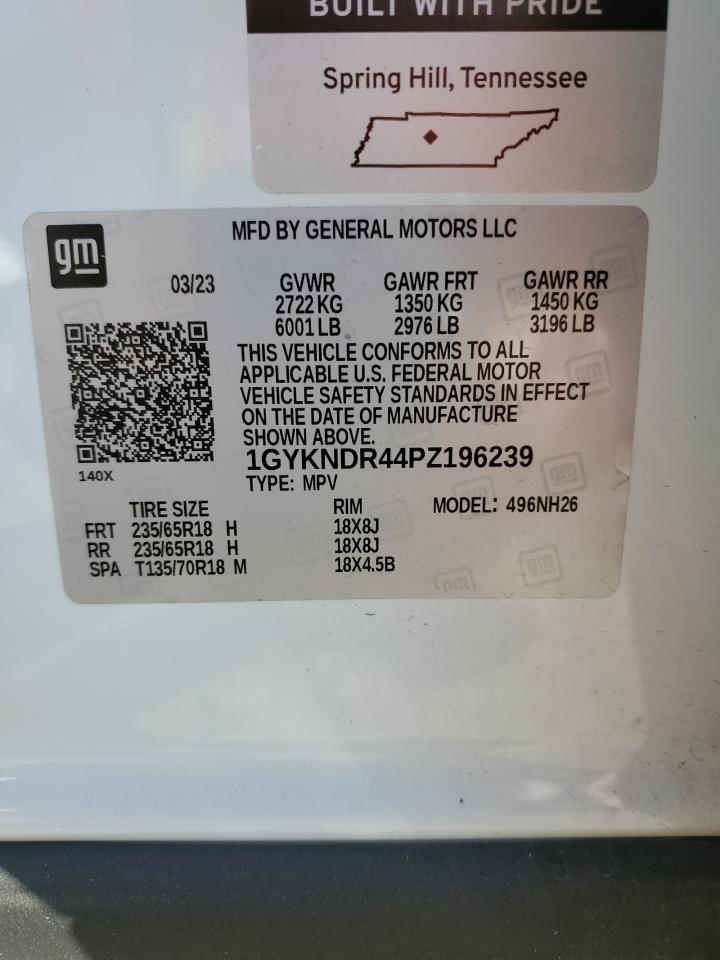 BUILT WITH PRIDE
Spring Hill, Tennessee
gm
MFD BY GENERAL MOTORS LLC
03/23 GVWR GAWR FRT GAWR RR
2722 KG 1350 KG 1450 KG
6001 LB 2976 LB 3196 LB
THIS VEHICLE CONFORMS TO ALL
APPLICABLE U.S. FEDERAL MOTOR
VEHICLE SAFETY STANDARDS IN EFFECT
ON THE DATE OF MANUFACTURE
SHOWN ABOVE.
140X
1GYKNDR44PZ196239
TYPE: MPV
TIRE SIZE RIM MODEL: 496NH26
FRT 235/65R18 H 18X8J
RR 235/65R18 H 18X8J
SPA T135/70R18 M 18X4.5B